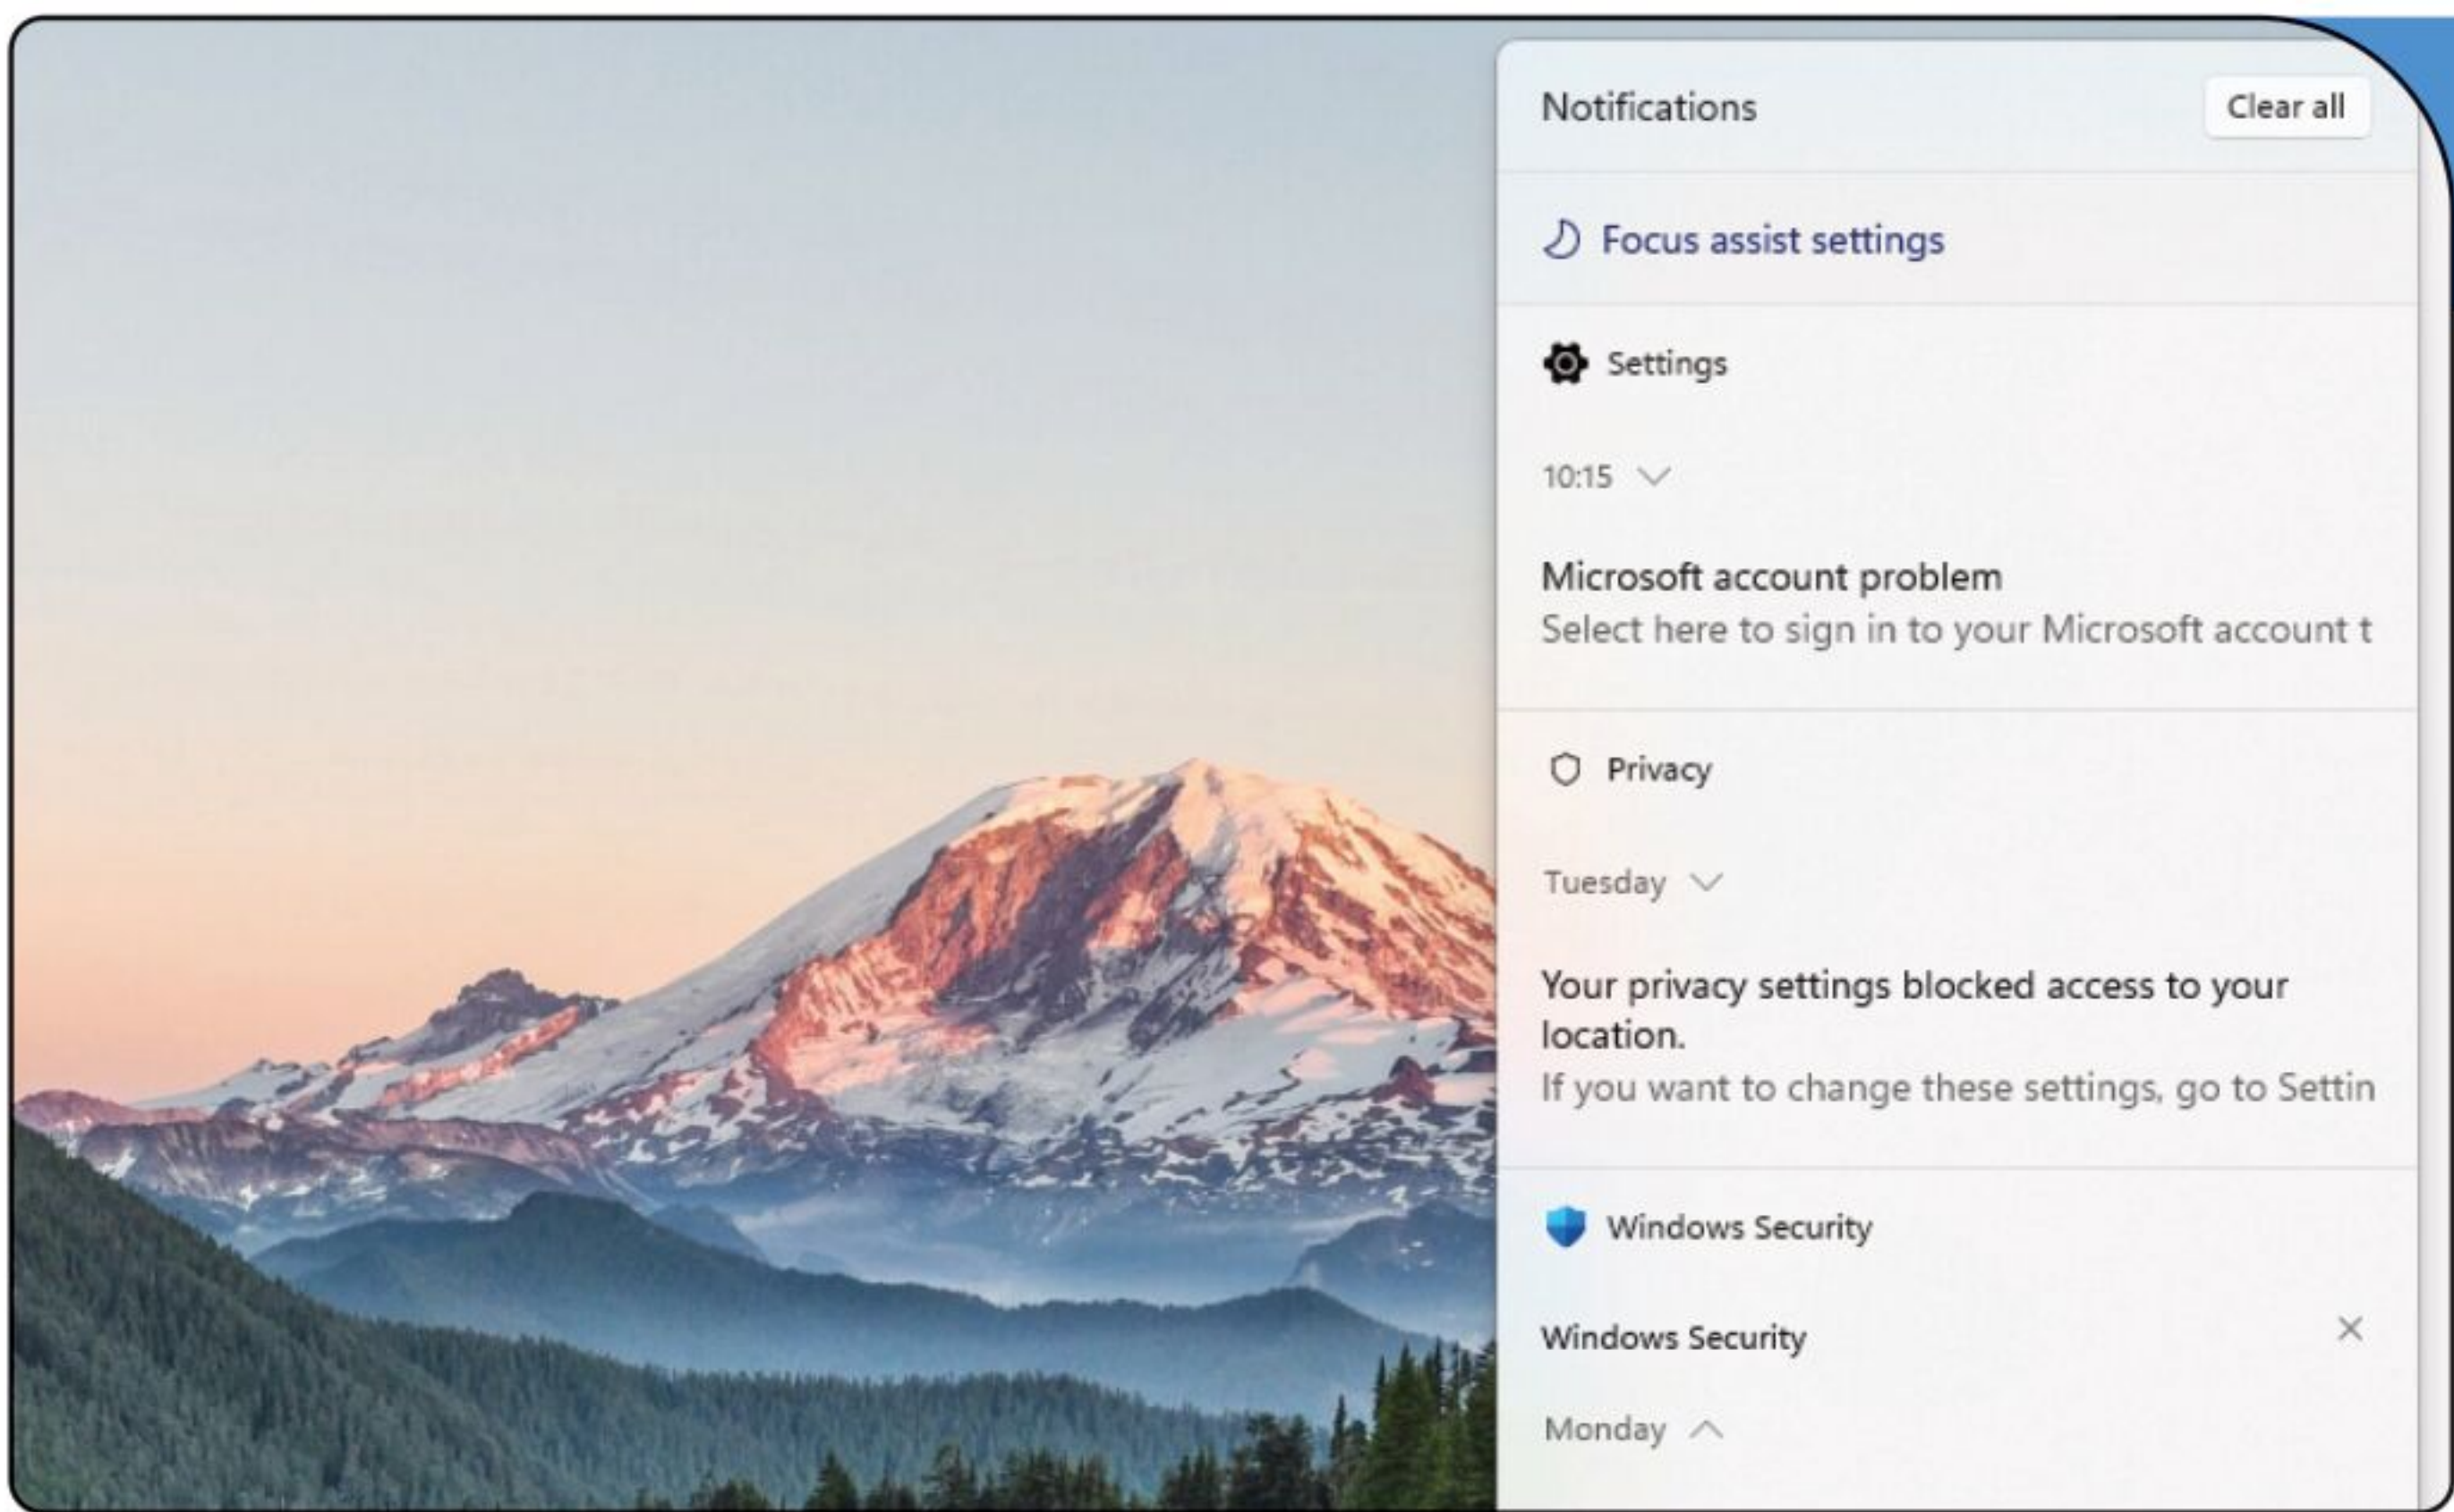 Notifications
Clear all
Focus assist settings
Settings
10:15
Microsoft account problem
Select here to sign in to your Microsoft account t
Privacy
Tuesday
Your privacy settings blocked access to your
location.
If you want to change these settings, go to Settin
Windows Security
Windows Security
Monday